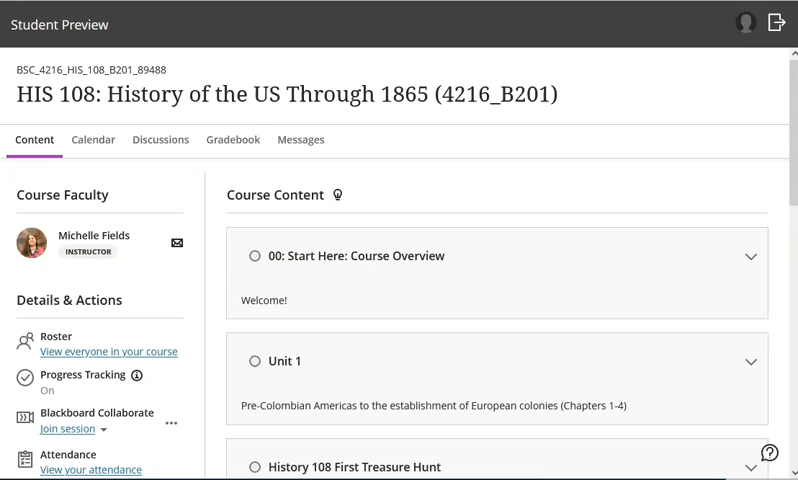 Student Preview
BSC_4216_HIS_108_B201_89488
HIS 108: History of the US Through 1865 (4216_B201)
Content Calendar Discussions Gradebook Messages
Course Faculty
Michelle Fields
INSTRUCTOR
Details & Actions
Roster
View everyone in your course
Progress Tracking
On
Blackboard Collaborate
Join session
Attendance
View your attendance
Course Content
00: Start Here: Course Overview
Welcome!
Unit 1
Pre-Colombian Americas to the establishment of European colonies (Chapters 1-4)
History 108 First Treasure Hunt